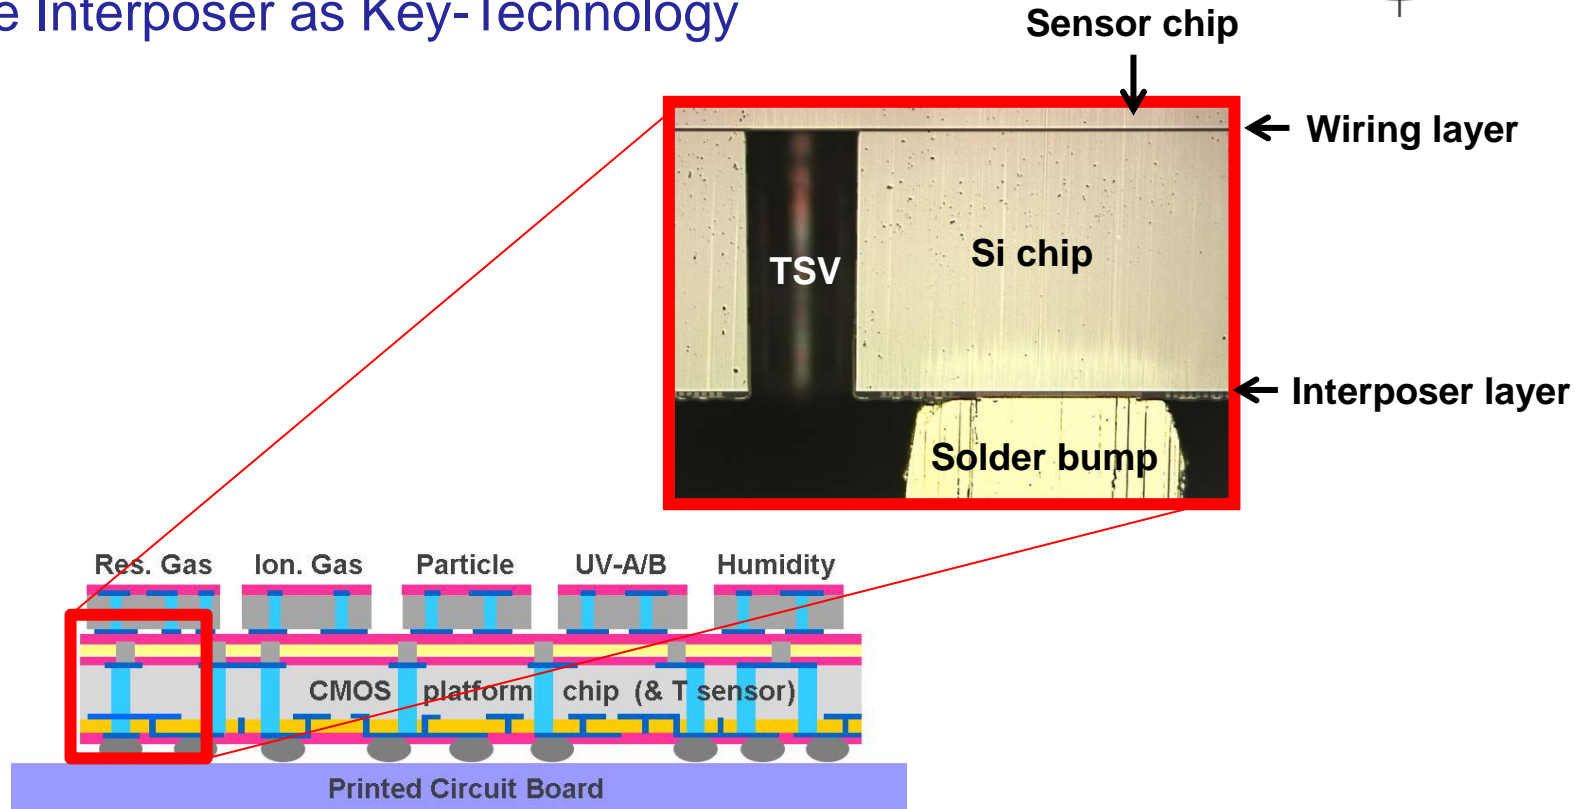 e Interposer as Key-Technology
Sensor chip
Wiring layer
TSV
Si chip
Interposer layer
Solder bump
Res. Gas
Ion. Gas
Particle
UV-A/B
Humidity
CMOS platform chip (& T sensor)
Printed Circuit Board